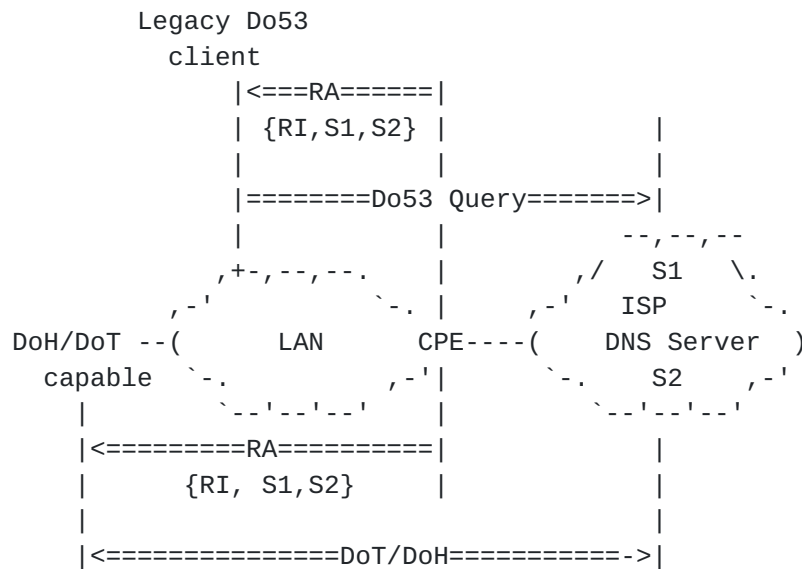 Legacy Do53
client
|<===RA======|
| {RI,S1,S2} |             |
|            |             |
|========Do53 Query=======>|
|            |         --,--,--
,+-,--,--.    |       ,/   S1   \.
,-'           `-. |     ,-'    ISP     `-.
DoH/DoT --(      LAN      CPE----(    DNS Server  )
capable  `-.          ,-'|      `-.    S2    ,-'
|        `--'--'--'    |         `--'--'--'
|<=========RA==========|             |
|      {RI, S1,S2}     |             |
|                                    |
|<===============DoT/DoH===========->|